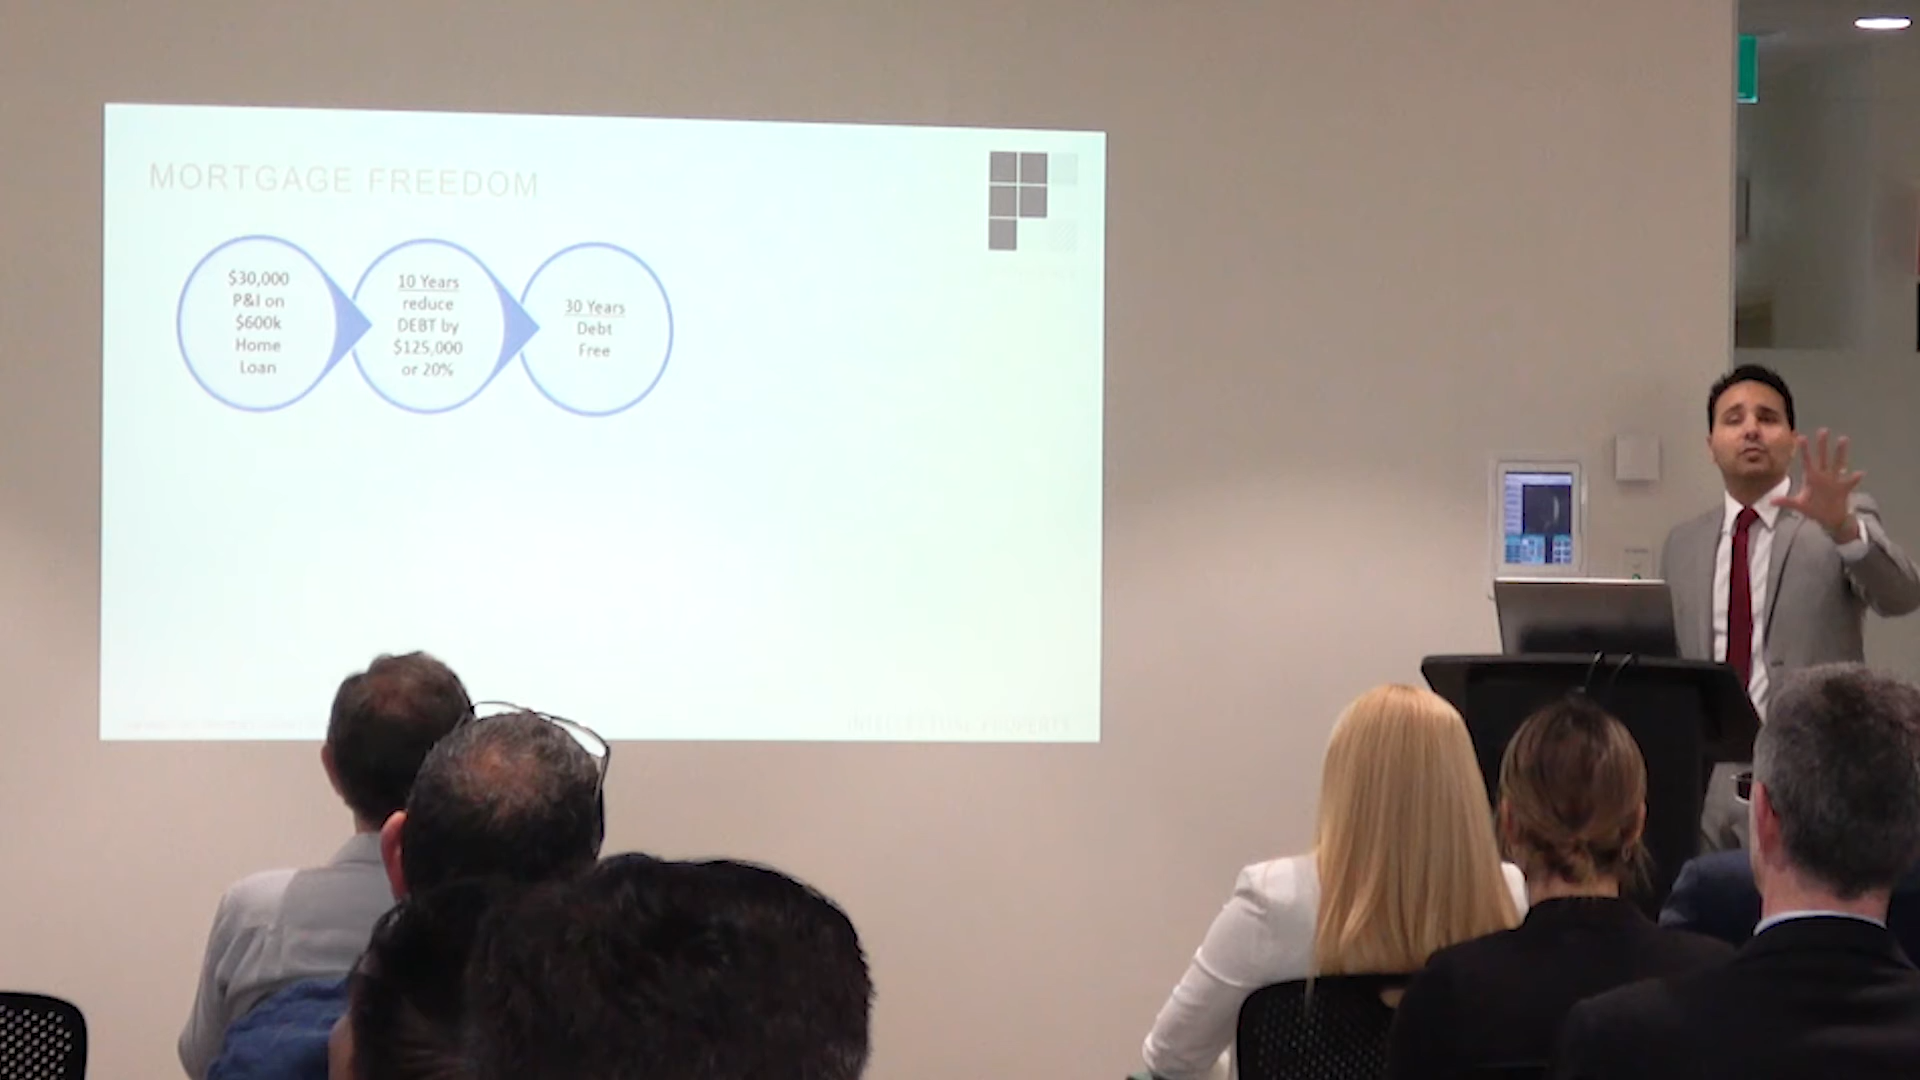 MORTGAGE FREEDOM
$30,000
P&I on
$600k
Home
Loan
10 Years
reduce
DEBT by
$125,000
or 20%
30 Years
Debt
Free
PROPERTY